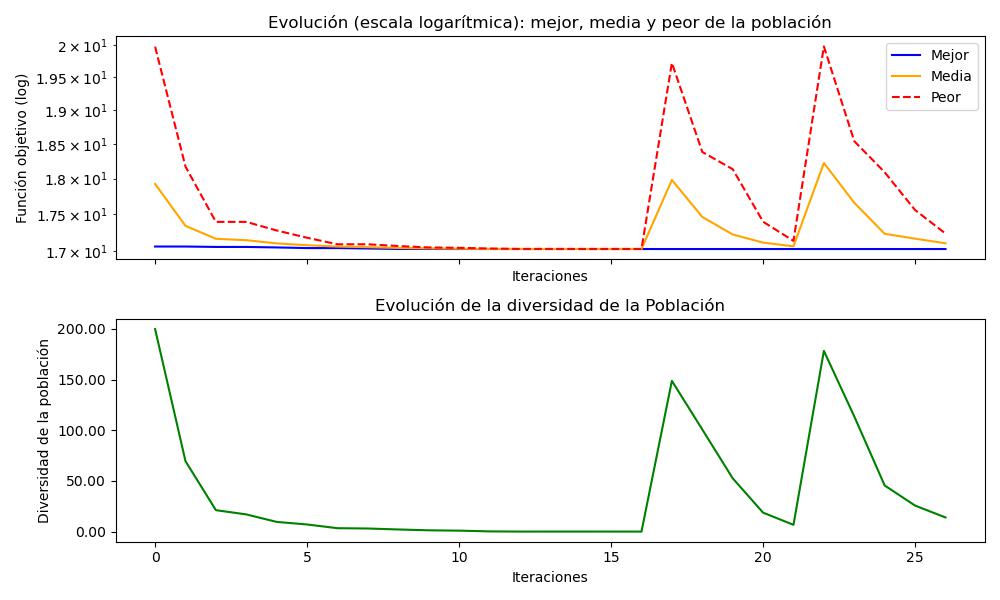 Evolución (escala logarítmica): mejor, media y peor de la población
Función objetivo (log)
2 × 10¹
1.95 × 10¹
1.9 × 10¹
1.85 × 10¹
1.8 × 10¹
1.75 × 10¹
1.7 × 10¹
Mejor
Media
Peor
Iteraciones
Evolución de la diversidad de la Población
Diversidad de la población
200.00
150.00
100.00
50.00
0.00
0 5 10 15 20 25
Iteraciones